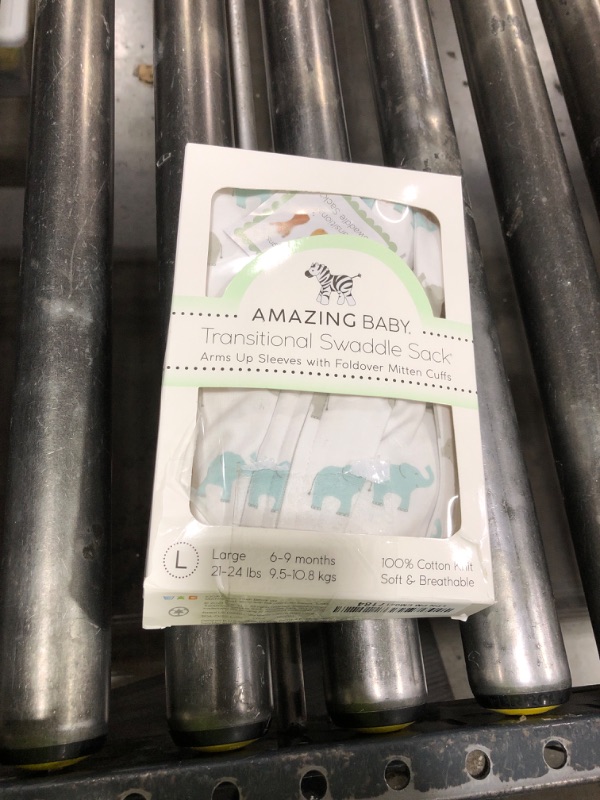 AMAZING BABY.
Transitional Swaddle Sack
Arms Up Sleeves with Foldover Mitten Cuffs
L
Large 6-9 months
21-24 lbs 9.5-10.8 kgs
100% Cotton Knit
Soft & Breathable